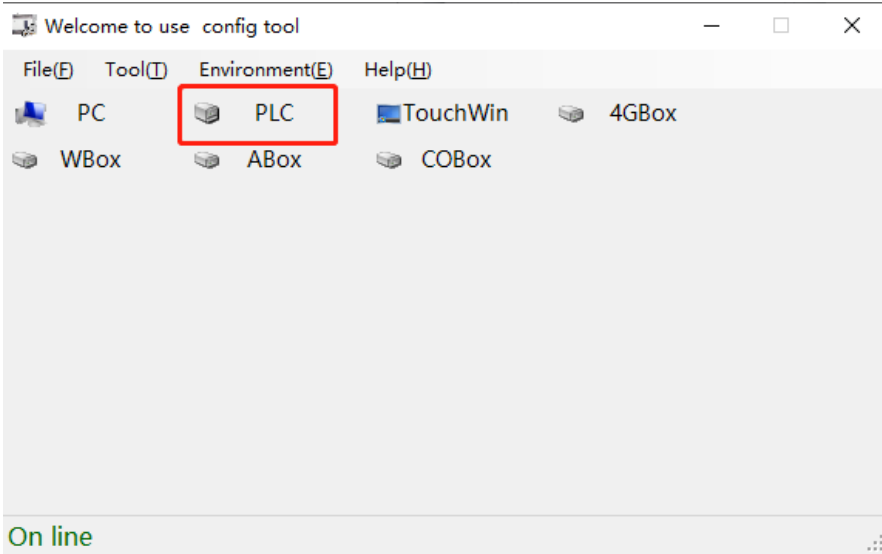 Welcome to use  config tool
File(F) Tool(T) Environment(E) Help(H)
PC PLC TouchWin 4GBox
WBox ABox COBox
On line